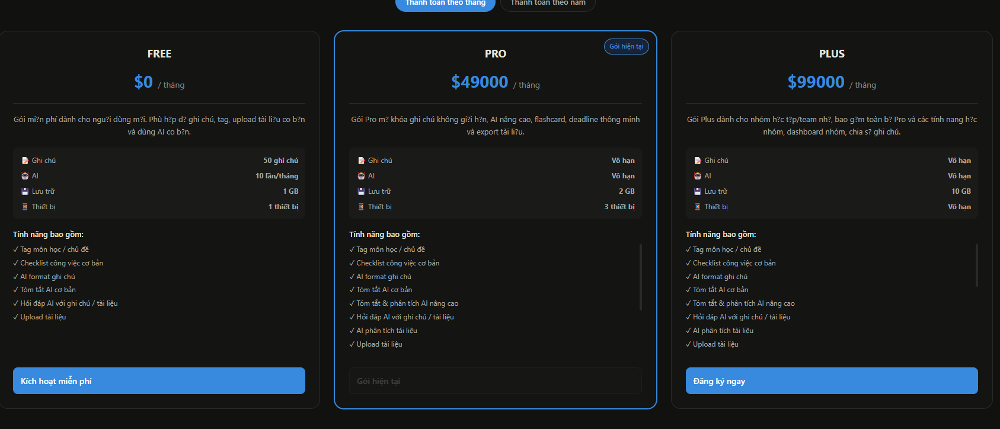 Thanh toán theo tháng
Thanh toán theo năm
FREE
$0 / tháng
Gói mi?n phí dành cho ngu?i dùng m?i. Phù h?p d? ghi chú, tag, upload tài li?u co b?n
và dùng AI co b?n.
Ghi chú 50 ghi chú
AI 10 lần/tháng
Lưu trữ 1 GB
Thiết bị 1 thiết bị
Tính năng bao gồm:
✓ Tag môn học / chủ đề
✓ Checklist công việc cơ bản
✓ AI format ghi chú
✓ Tóm tắt AI cơ bản
✓ Hỏi đáp AI với ghi chú / tài liệu
✓ Upload tài liệu
Kích hoạt miễn phí
Gói hiện tại
PRO
$49000 / tháng
Gói Pro m? khóa ghi chú không gi?i h?n, AI nâng cao, flashcard, deadline thông minh
và export tài li?u.
Ghi chú Vô hạn
AI Vô hạn
Lưu trữ 2 GB
Thiết bị 3 thiết bị
Tính năng bao gồm:
✓ Tag môn học / chủ đề
✓ Checklist công việc cơ bản
✓ AI format ghi chú
✓ Tóm tắt AI cơ bản
✓ Tóm tắt & phân tích AI nâng cao
✓ Hỏi đáp AI với ghi chú / tài liệu
✓ AI phân tích tài liệu
✓ Upload tài liệu
Gói hiện tại
PLUS
$99000 / tháng
Gói Plus dành cho nhóm h?c t?p/team nh?, bao g?m toàn b? Pro và các tính nang h?c
nhóm, dashboard nhóm, chia s? ghi chú.
Ghi chú Vô hạn
AI Vô hạn
Lưu trữ 10 GB
Thiết bị Vô hạn
Tính năng bao gồm:
✓ Tag môn học / chủ đề
✓ Checklist công việc cơ bản
✓ AI format ghi chú
✓ Tóm tắt AI cơ bản
✓ Tóm tắt & phân tích AI nâng cao
✓ Hỏi đáp AI với ghi chú / tài liệu
✓ AI phân tích tài liệu
✓ Upload tài liệu
Đăng ký ngay